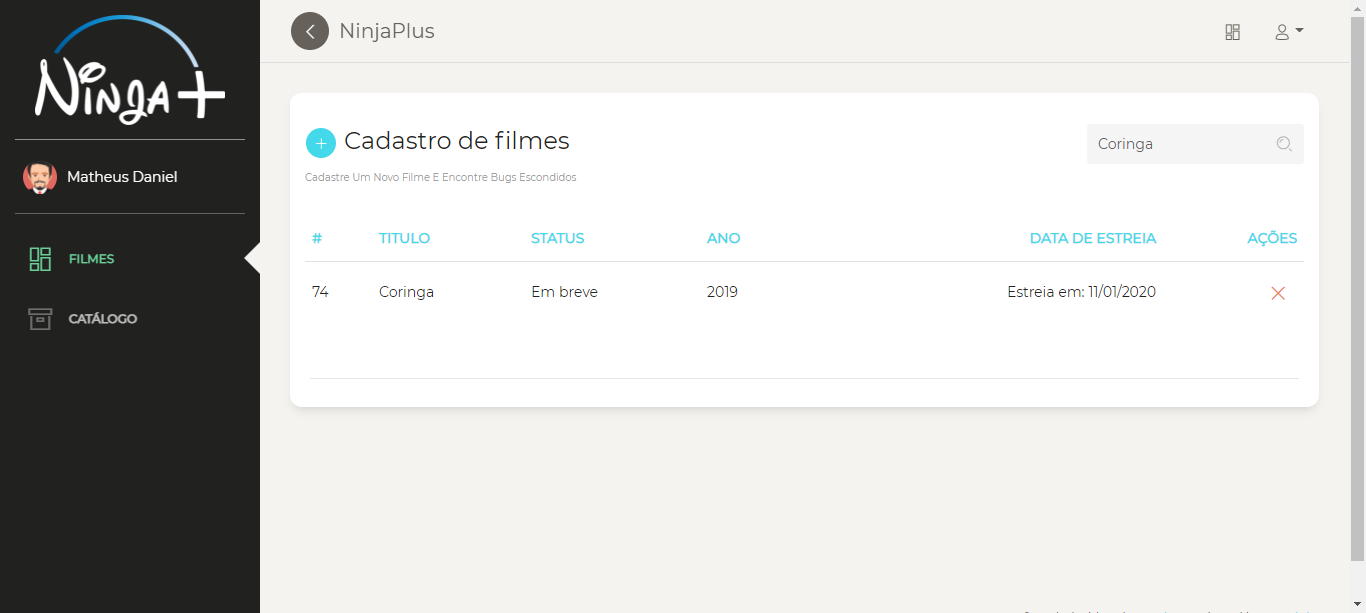 Ninja+
Matheus Daniel
FILMES
CATÁLOGO
NinjaPlus
Cadastro de filmes
Coringa
Cadastre Um Novo Filme E Encontre Bugs Escondidos
# TITULO STATUS ANO DATA DE ESTREIA AÇÕES
74 Coringa Em breve 2019 Estreia em: 11/01/2020